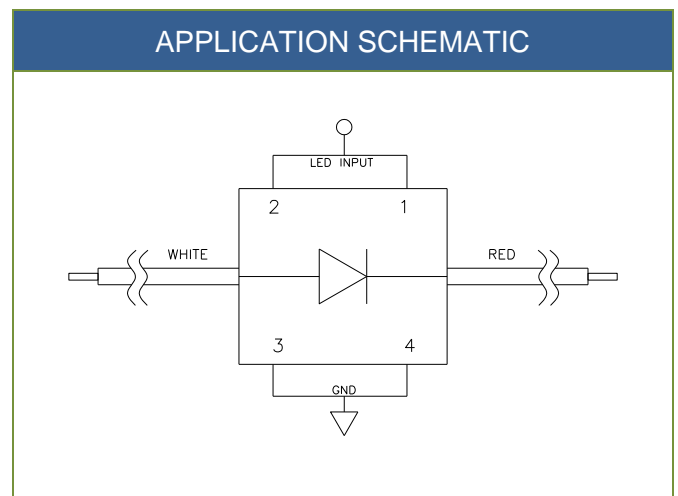 APPLICATION SCHEMATIC
LED INPUT
2 1
WHITE RED
3 4
GND